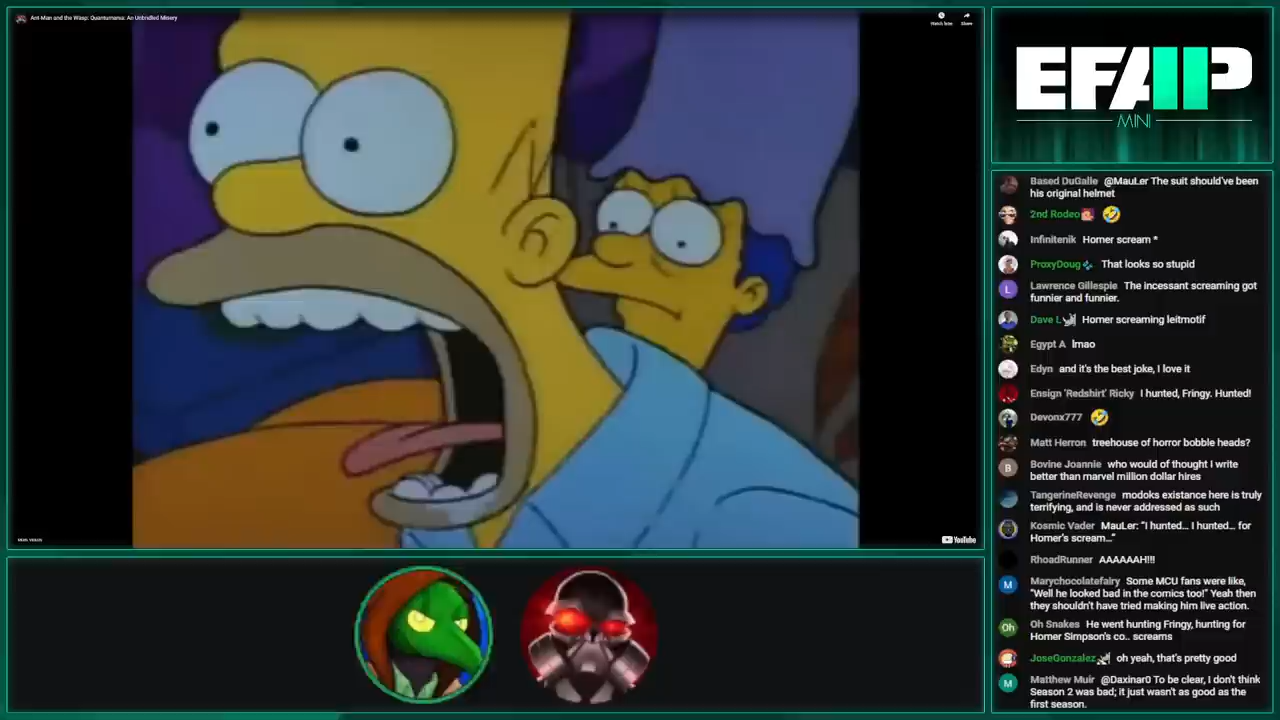 Ant-Man and the Wasp: Quantumania: An Unbridled Misery
Watch later
Share
MORE VIDEOS
YouTube
EFAP
MINI
Based DuGalle @MauLer The suit should've been
his original helmet
2nd Rodeo
Infinitenik Homer scream *
ProxyDoug That looks so stupid
L
Lawrence Gillespie The incessant screaming got
funnier and funnier.
Dave L Homer screaming leitmotif
Egypt A lmao
Edyn and it's the best joke, I love it
Ensign 'Redshirt' Ricky I hunted, Fringy. Hunted!
Devonx777
Matt Herron treehouse of horror bobble heads?
B
Bovine Joannie who would of thought I write
better than marvel million dollar hires
TangerineRevenge modoks existance here is truly
terrifying, and is never addressed as such
Kosmic Vader MauLer: "I hunted... I hunted... for
Homer's scream..."
RhoadRunner AAAAAAH!!!
M
Marychocolatefairy Some MCU fans were like,
"Well he looked bad in the comics too!" Yeah then
they shouldn't have tried making him live action.
Oh
Oh Snakes He went hunting Fringy, hunting for
Homer Simpson's co.. screams
JoseGonzalez oh yeah, that's pretty good
M
Matthew Muir @Daxinar0 To be clear, I don't think
Season 2 was bad; it just wasn't as good as the
first season.